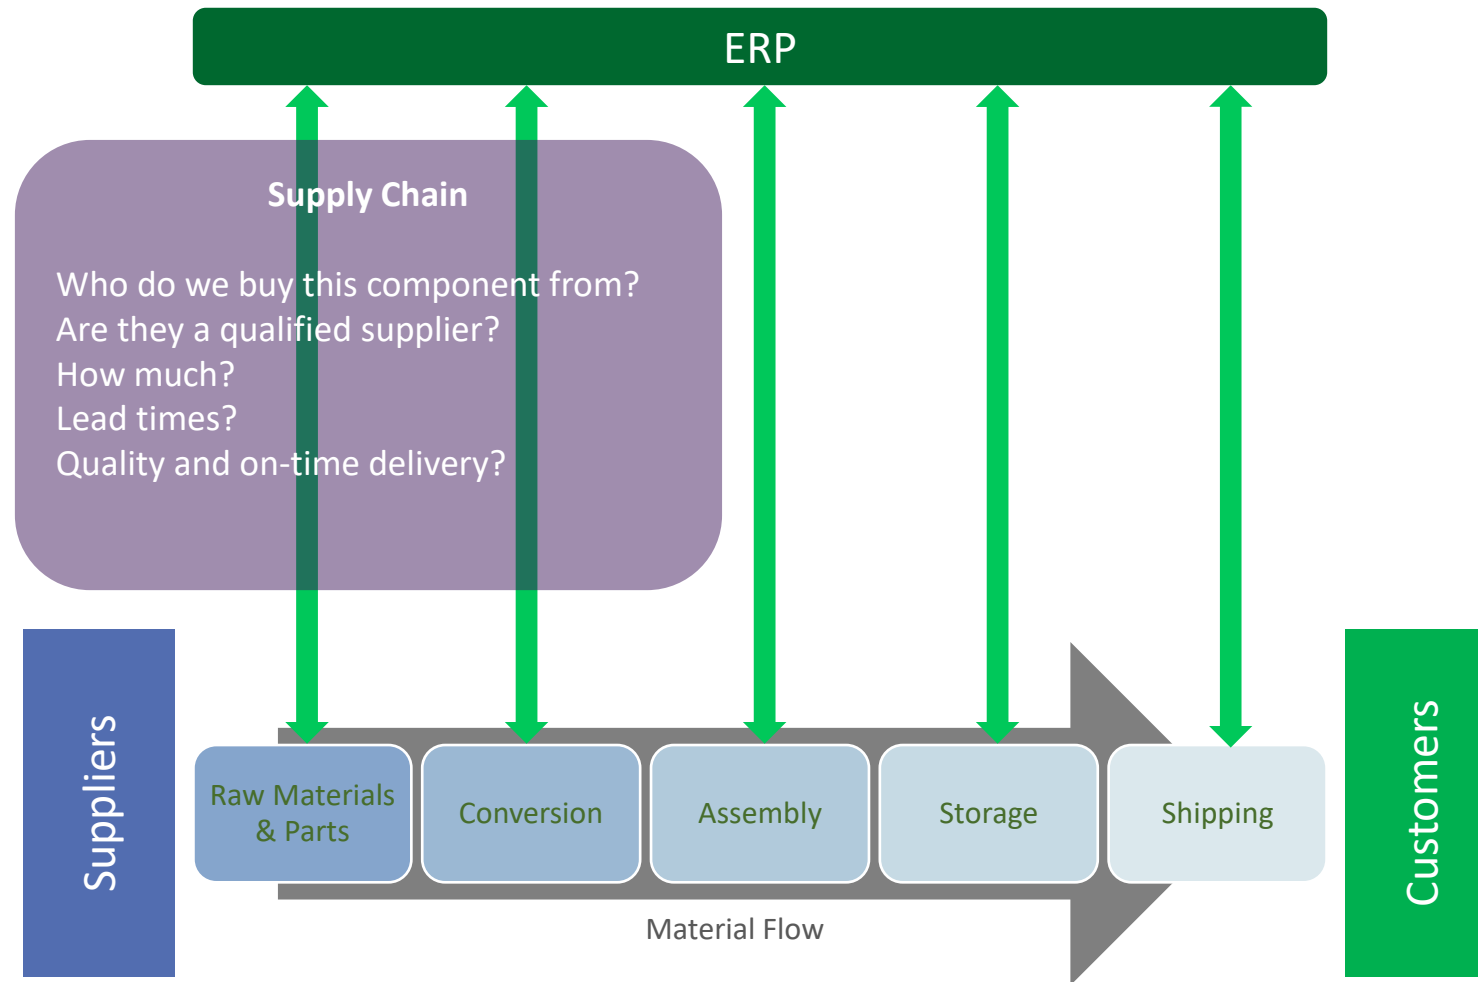 ERP
Supply Chain
Who do we buy this component from?
Are they a qualified supplier?
How much?
Lead times?
Quality and on-time delivery?
Suppliers
Raw Materials
& Parts
Conversion
Assembly
Storage
Shipping
Customers
Material Flow